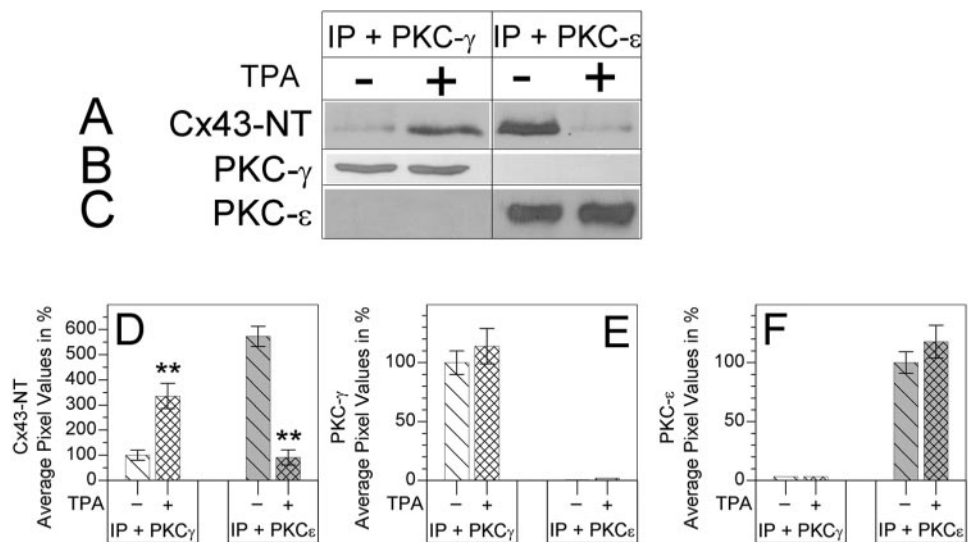 IP + PKC-γ IP + PKC-ε
TPA - + - +
A Cx43-NT
B PKC-γ
C PKC-ε
D
Cx43-NT
Average Pixel Values in %
600
500
400
300
200
100
0
** **
TPA - + - +
IP + PKCγ IP + PKCε
E
PKC-γ
Average Pixel Values in %
100
50
0
- + - +
IP + PKCγ IP + PKCε
F
PKC-ε
Average Pixel Values in %
100
50
0
TPA - + - +
IP + PKCγ IP + PKCε